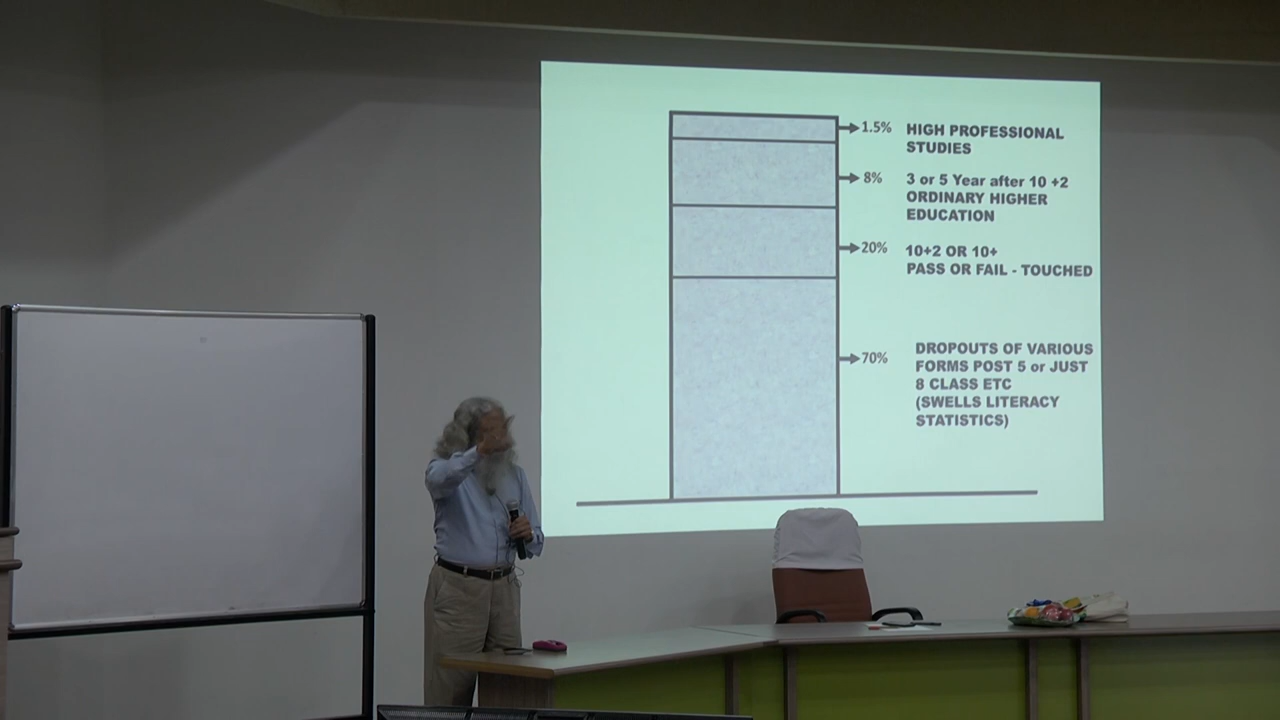 1.5%
HIGH PROFESSIONAL
STUDIES
8%
3 or 5 Year after 10 +2
ORDINARY HIGHER
EDUCATION
20%
10+2 OR 10+
PASS OR FAIL - TOUCHED
70%
DROPOUTS OF VARIOUS
FORMS POST 5 or JUST
8 CLASS ETC
(SWELLS LITERACY
STATISTICS)